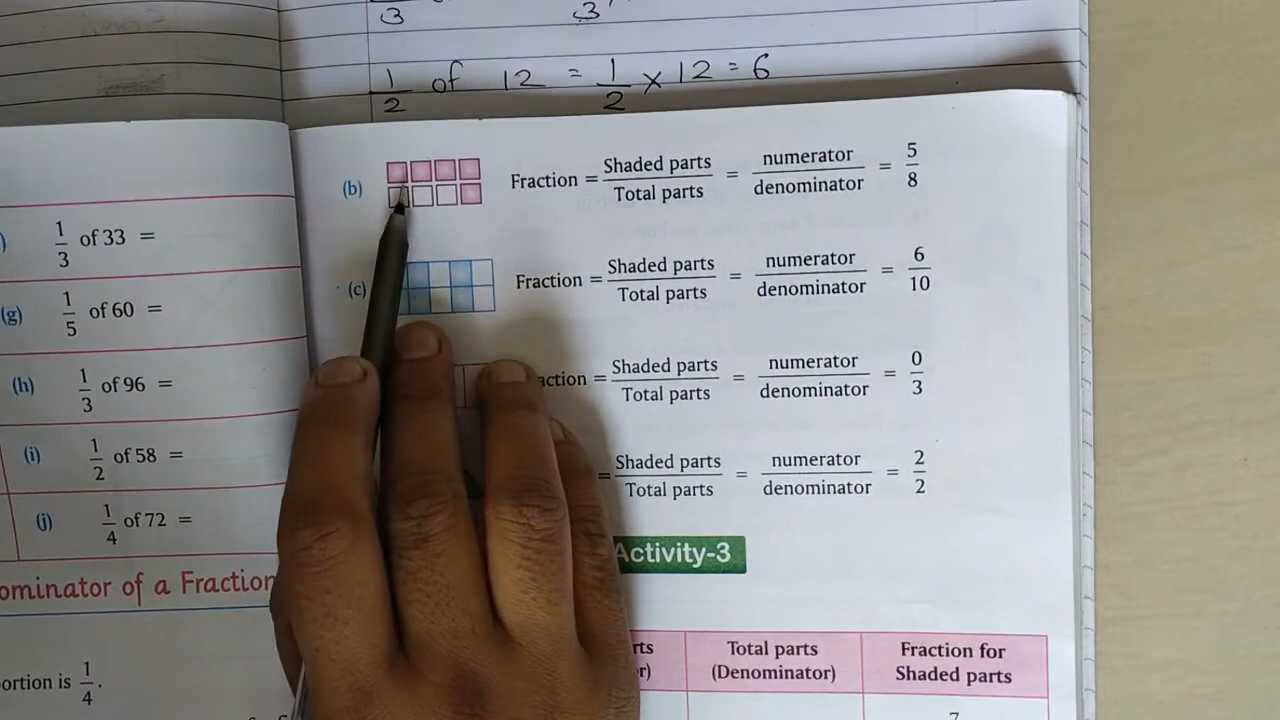 3 3
1/2 of 12 = 1/2 × 12 = 6
1/3 of 33 =
(g) 1/5 of 60 =
(h) 1/3 of 96 =
(i) 1/2 of 58 =
(j) 1/4 of 72 =
ominator of a Fraction
ortion is 1/4.
(b) Fraction = Shaded parts/Total parts = numerator/denominator = 5/8
(c) Fraction = Shaded parts/Total parts = numerator/denominator = 6/10
action = Shaded parts/Total parts = numerator/denominator = 0/3
= Shaded parts/Total parts = numerator/denominator = 2/2
Activity-3
rts Total parts Fraction for
r) (Denominator) Shaded parts
7